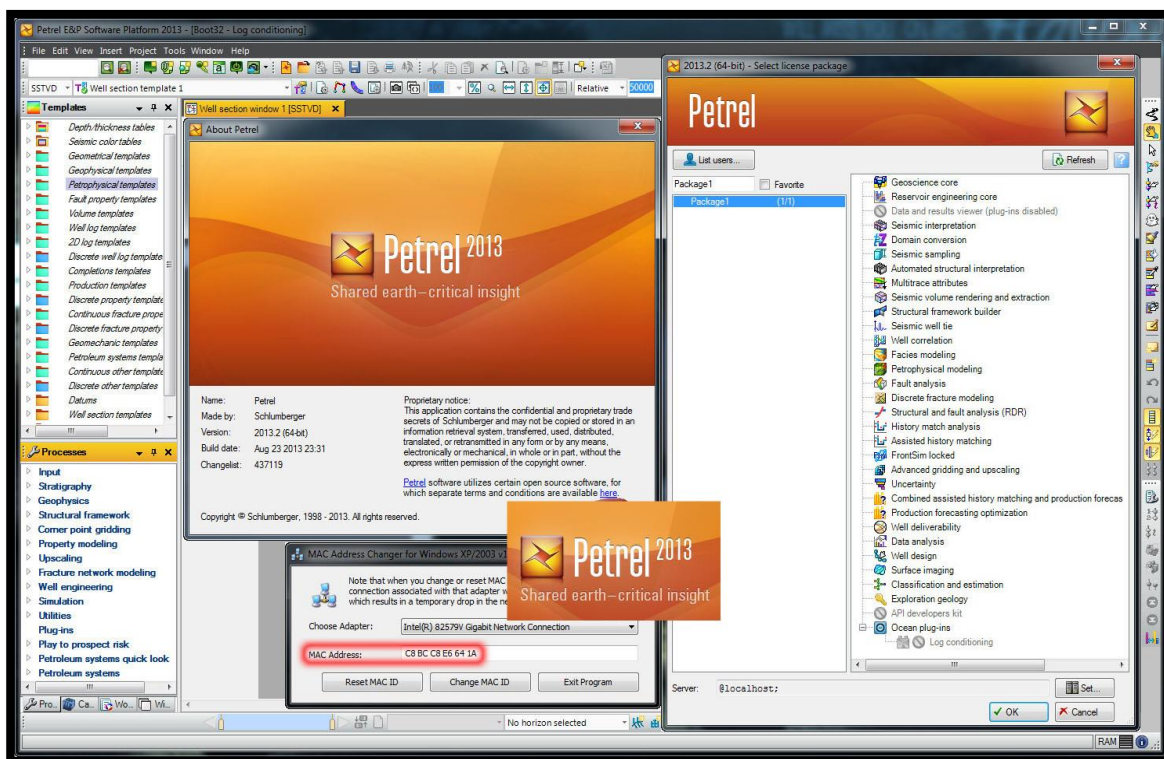 Petrel E&P Software Platform 2013 - [Boot32 - Log conditioning]
File Edit View Insert Project Tools Window Help
SSTVD
Well section template 1
Relative
50000
Templates
Well section window 1 [SSTVD]
Depth/thickness tables
Seismic color tables
Geometrical templates
Geophysical templates
Petrophysical templates
Fault property templates
Volume templates
Well log templates
2D log templates
Discrete well log template
Completions templates
Production templates
Discrete property template
Continuous fracture prope
Discrete fracture property
Geomechanic templates
Petroleum systems templa
Continuous other template
Discrete other templates
Datums
Well section templates
Processes
Input
Stratigraphy
Geophysics
Structural framework
Corner point gridding
Property modeling
Upscaling
Fracture network modeling
Well engineering
Simulation
Utilities
Plug-ins
Play to prospect risk
Petroleum systems quick look
Petroleum systems
Pro... Ca... Wo... Wi...
About Petrel
Petrel 2013
Shared earth–critical insight
Name: Petrel
Made by: Schlumberger
Version: 2013.2 (64-bit)
Build date: Aug 23 2013 23:31
Changelist: 437119
Proprietary notice:
This application contains the confidential and proprietary trade
secrets of Schlumberger and may not be copied or stored in an
information retrieval system, transferred, used, distributed,
translated, or retransmitted in any form or by any means,
electronically or mechanical, in whole or in part, without the
express written permission of the copyright owner.
Petrel software utilizes certain open source software, for
which separate terms and conditions are available here.
Copyright © Schlumberger, 1998 - 2013. All rights reserved.
MAC Address Changer for Windows XP/2003 v1
Note that when you change or reset MAC
connection associated with that adapter w
which results in a temporary drop in the ne
Choose Adapter: Intel(R) 82579V Gigabit Network Connection
MAC Address: C8 BC C8 E6 64 1A
Reset MAC ID
Change MAC ID
Exit Program
Petrel 2013
Shared earth–critical insight
No horizon selected
2013.2 (64-bit) - Select license package
Petrel
List users...
Refresh
Package1
Favorite
Package1 (1/1)
Geoscience core
Reservoir engineering core
Data and results viewer (plug-ins disabled)
Seismic interpretation
Domain conversion
Seismic sampling
Automated structural interpretation
Multitrace attributes
Seismic volume rendering and extraction
Structural framework builder
Seismic well tie
Well correlation
Facies modeling
Petrophysical modeling
Fault analysis
Discrete fracture modeling
Structural and fault analysis (RDR)
History match analysis
Assisted history matching
FrontSim locked
Advanced gridding and upscaling
Uncertainty
Combined assisted history matching and production forecas
Production forecasting optimization
Well deliverability
Data analysis
Well design
Surface imaging
Classification and estimation
Exploration geology
API developers kit
Ocean plug-ins
Log conditioning
Server: @localhost;
Set...
OK
Cancel
RAM